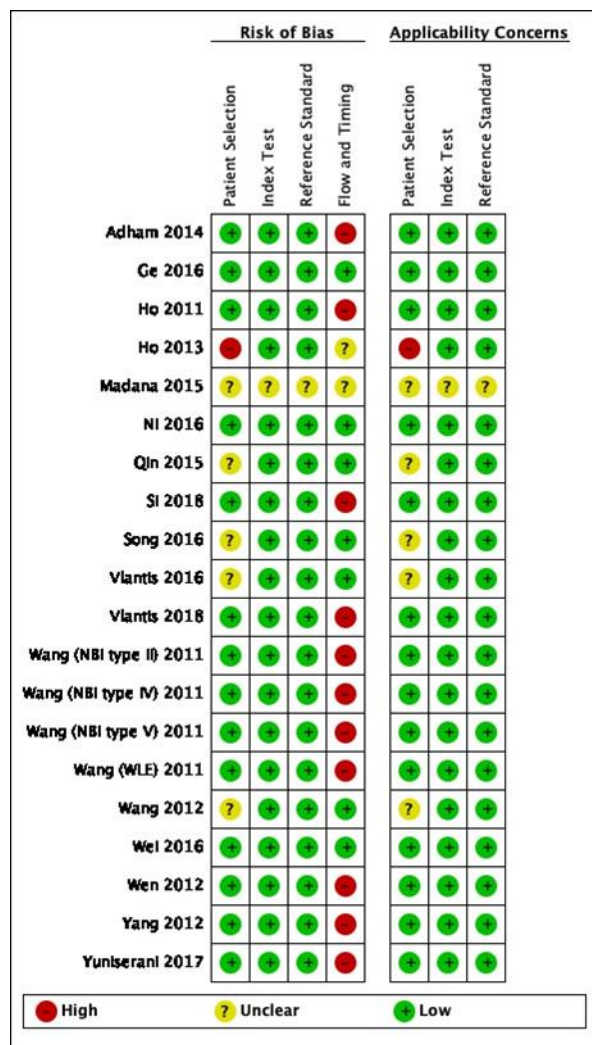 Risk of Bias Applicability Concerns
Patient Selection Index Test Reference Standard Flow and Timing Patient Selection Index Test Reference Standard
Adham 2014 + + + - + + +
Ge 2016 + + + + + + +
Ho 2011 + + + - + + +
Ho 2013 - + + ? - + +
Madana 2015 ? ? ? ? ? ? ?
Ni 2016 + + + + + + +
Qin 2015 ? + + + ? + +
Si 2018 + + + - + + +
Song 2016 ? + + + ? + +
Vlantis 2016 ? + + + ? + +
Vlantis 2018 + + + - + + +
Wang (NBI type II) 2011 + + + - + + +
Wang (NBI type IV) 2011 + + + - + + +
Wang (NBI type V) 2011 + + + - + + +
Wang (WLE) 2011 + + + - + + +
Wang 2012 ? + + + ? + +
Wei 2016 + + + + + + +
Wen 2012 + + + - + + +
Yang 2012 + + + - + + +
Yuniserani 2017 + + + - + + +
- High ? Unclear + Low